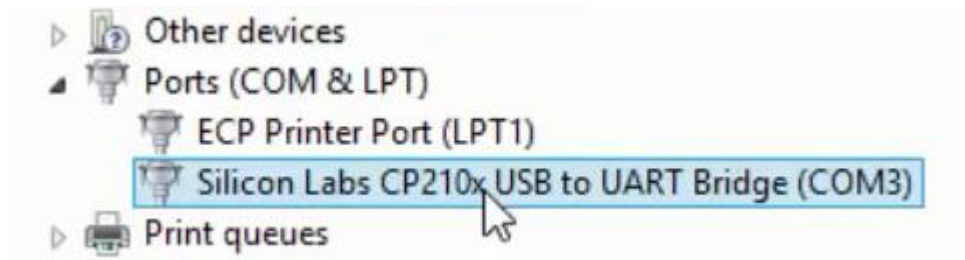 Other devices
Ports (COM & LPT)
ECP Printer Port (LPT1)
Silicon Labs CP210x USB to UART Bridge (COM3)
Print queues